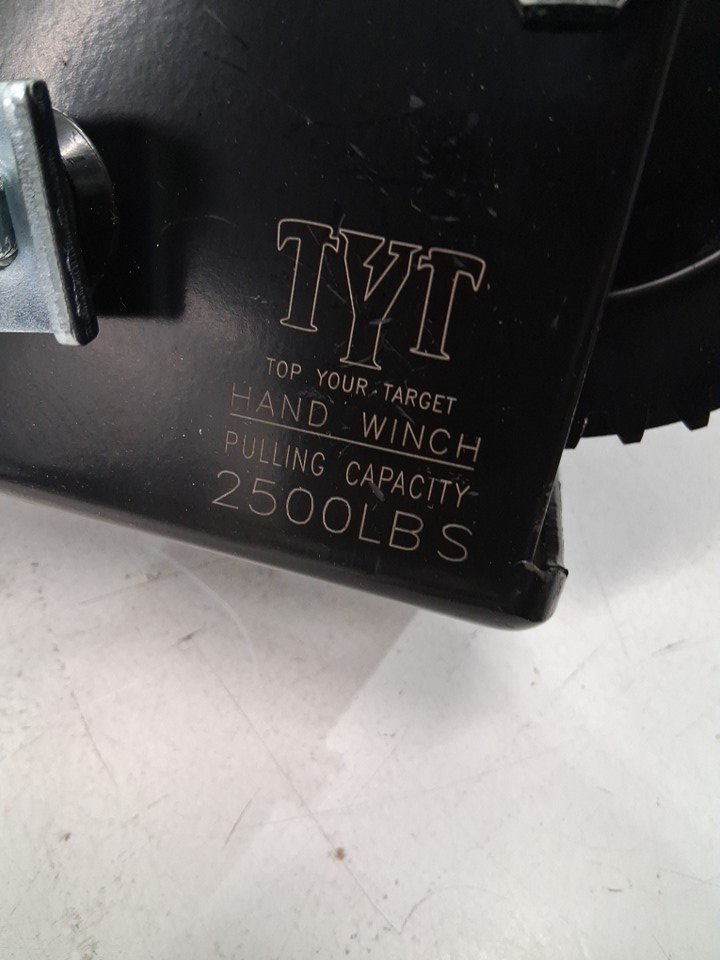 TYT
TOP YOUR TARGET
HAND WINCH
PULLING CAPACITY
2500LBS